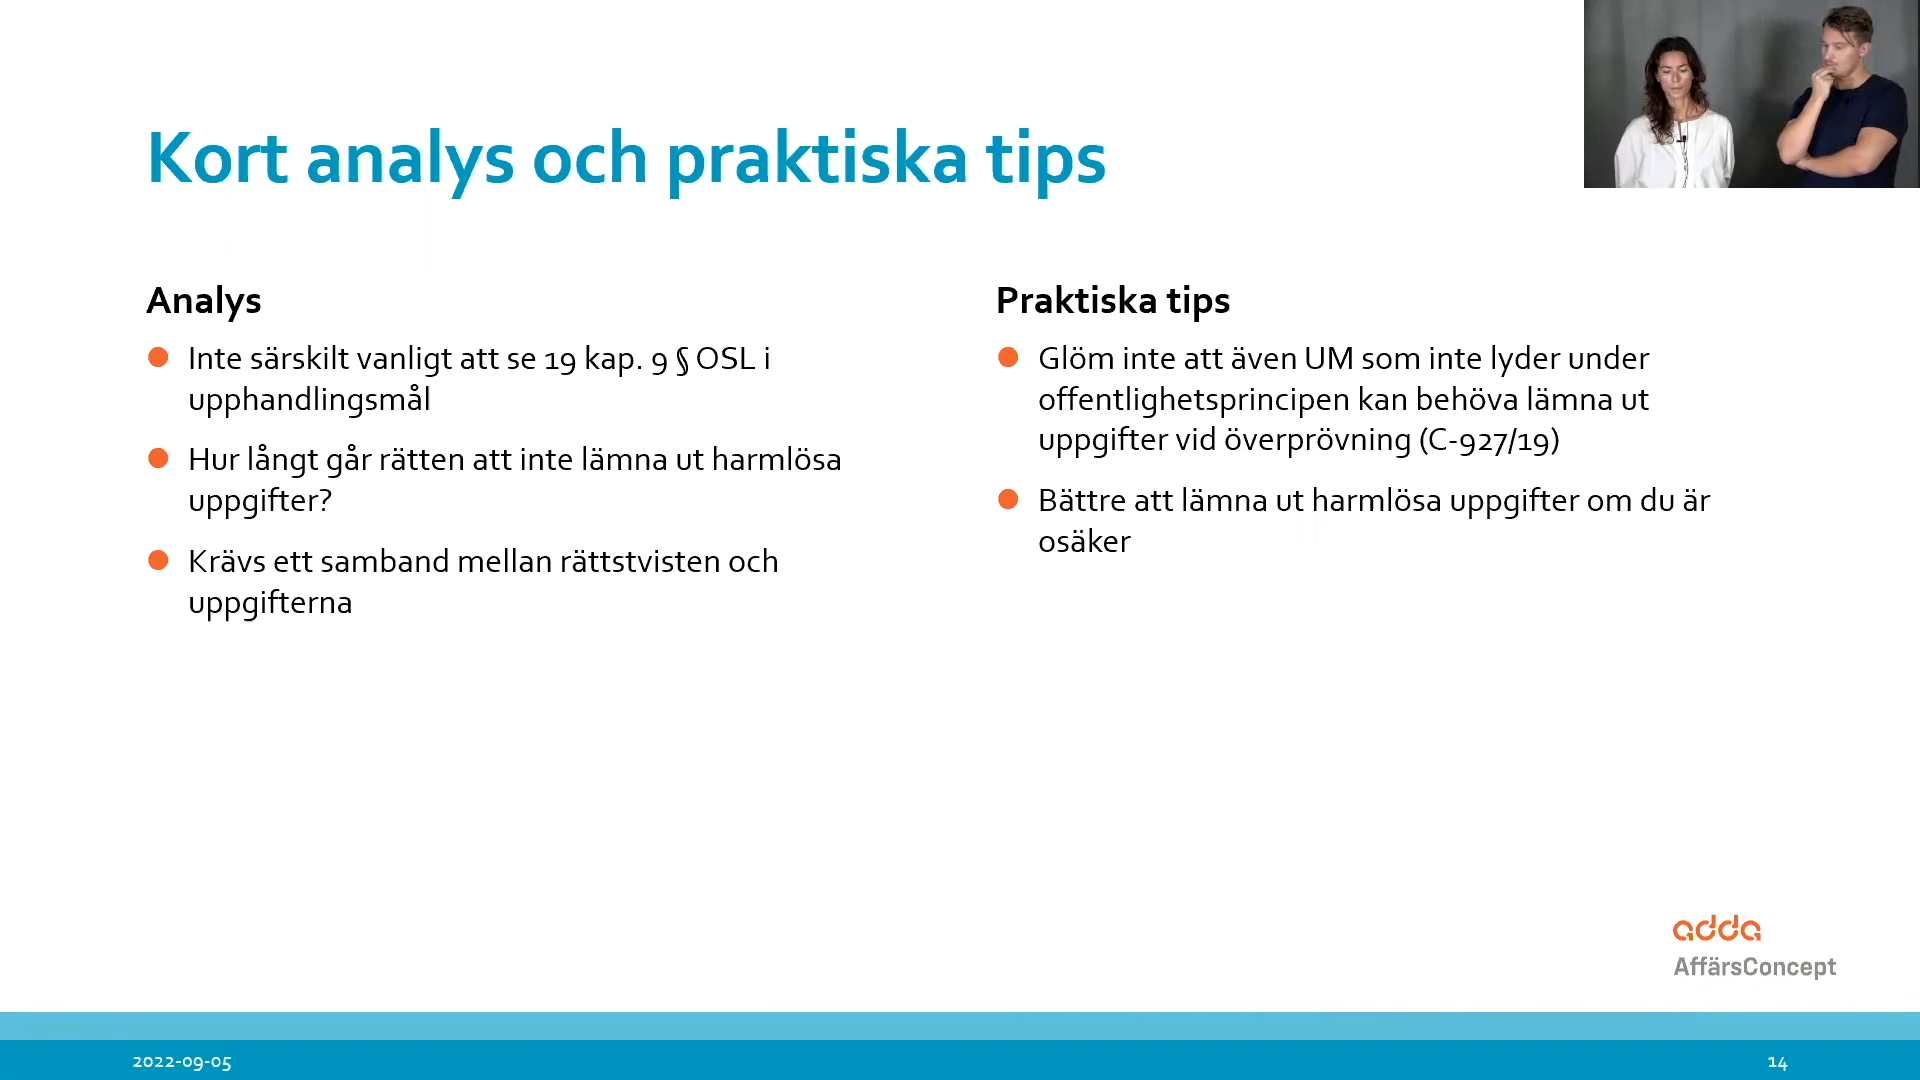 Kort analys och praktiska tips
Analys
Inte särskilt vanligt att se 19 kap. 9 § OSL i
upphandlingsmål
Hur långt går rätten att inte lämna ut harmlösa
uppgifter?
Krävs ett samband mellan rättstvisten och
uppgifterna
Praktiska tips
Glöm inte att även UM som inte lyder under
offentlighetsprincipen kan behöva lämna ut
uppgifter vid överprövning (C-927/19)
Bättre att lämna ut harmlösa uppgifter om du är
osäker
adda
AffärsConcept
2022-09-05
14